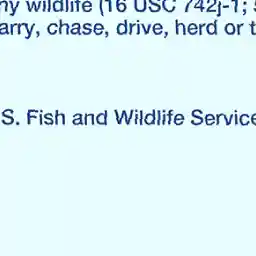 ny wildlife (16 USC 742j-1; 5
arry, chase, drive, herd or t
S. Fish and Wildlife Service